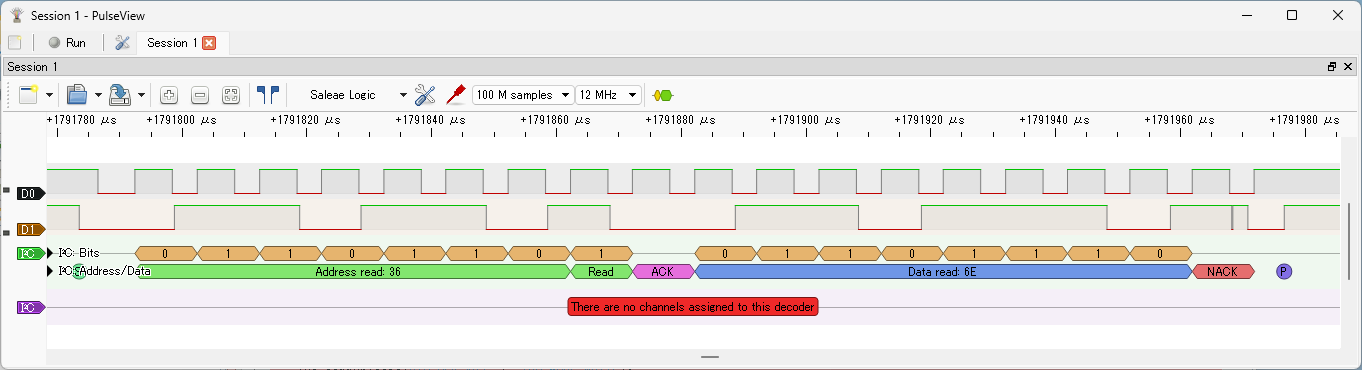 Session 1 - PulseView
Run
Session 1
Session 1
Saleae Logic
100 M samples
12 MHz
+1791780 μs +1791800 μs +1791820 μs +1791840 μs +1791860 μs +1791880 μs +1791900 μs +1791920 μs +1791940 μs +1791960 μs +1791980 μs
D0
D1
I²C I²C: Bits 0 1 1 0 1 1 0 1 0 1 1 0 1 1 1 0
I²C: Address/Data S Address read: 36 Read ACK Data read: 6E NACK P
I²C There are no channels assigned to this decoder